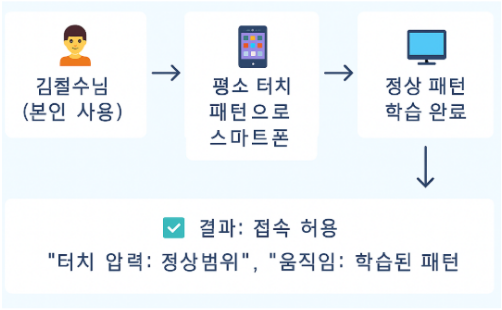 김철수님
(본인 사용)
평소 터치
패턴으로
스마트폰
정상 패턴
학습 완료
결과: 접속 허용
"터치 압력: 정상범위", "움직임: 학습된 패턴